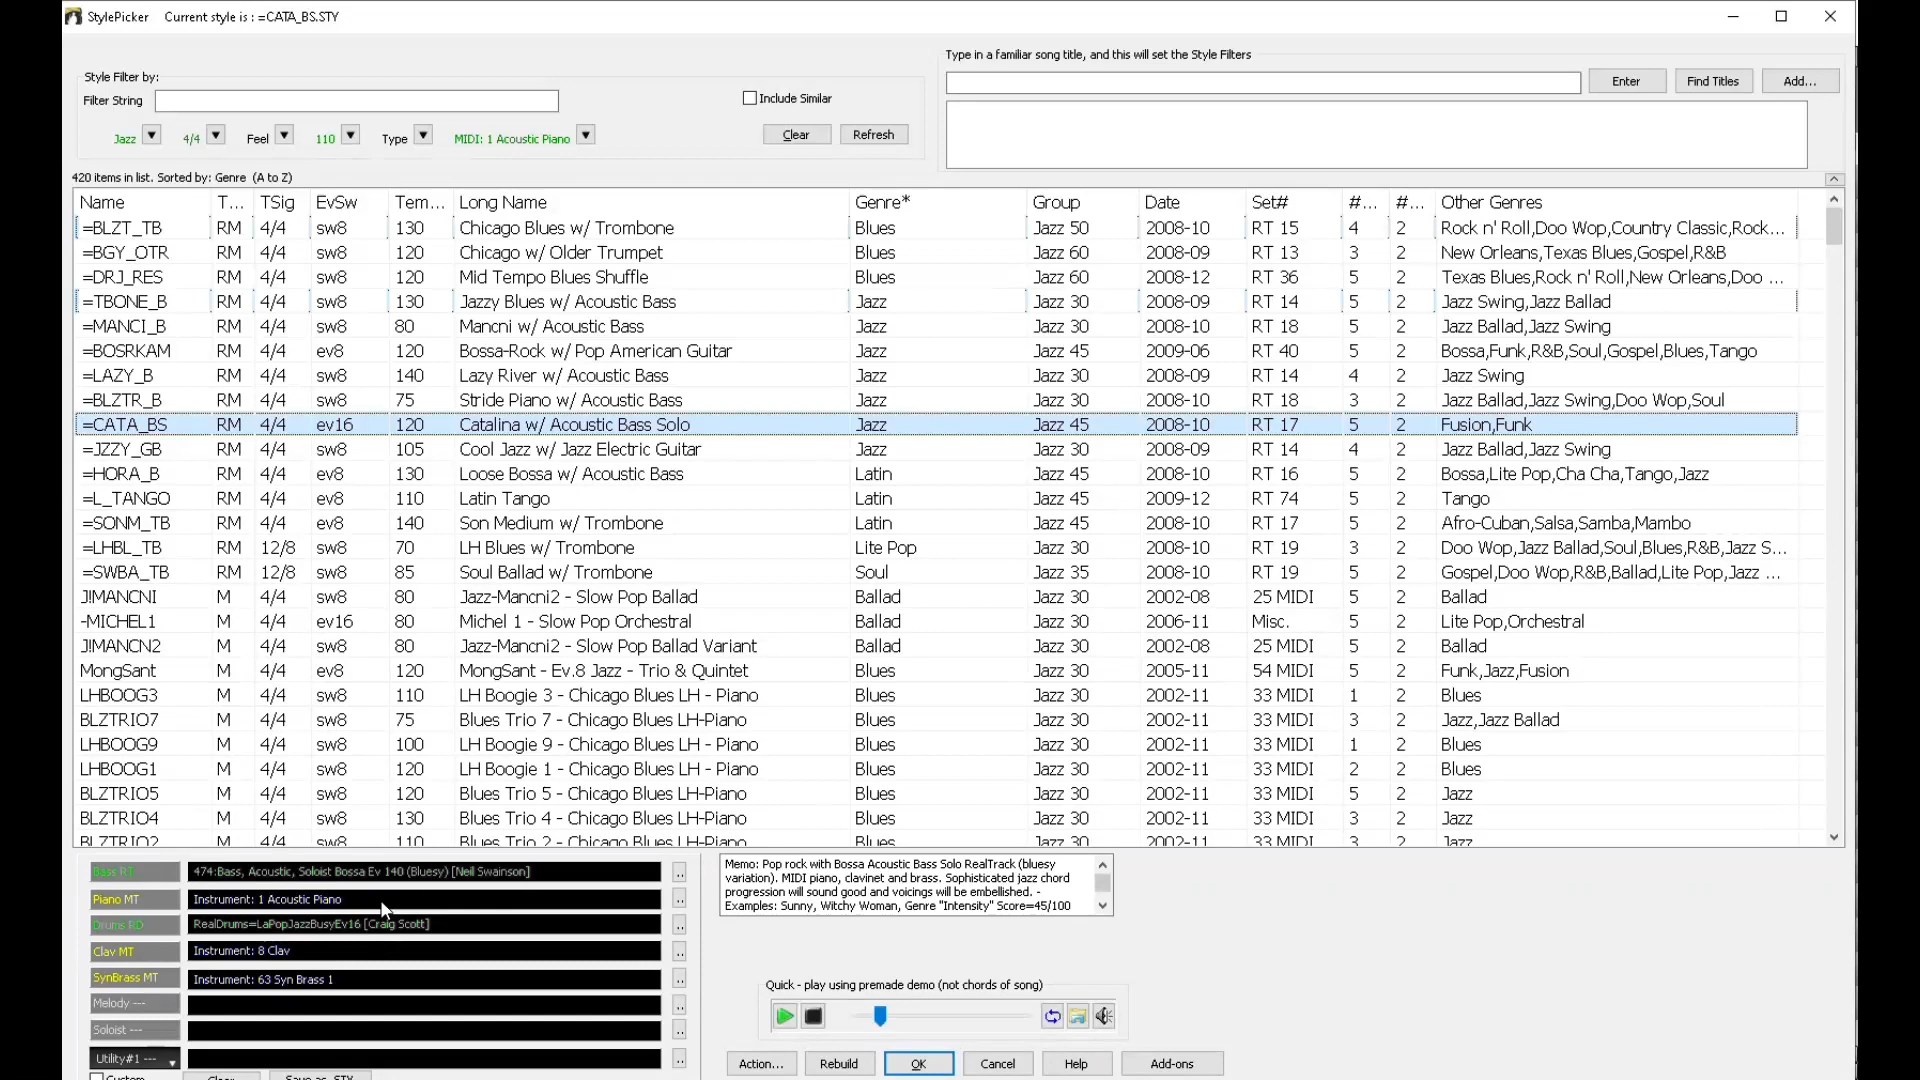 StylePicker Current style is : =CATA_BS.STY
Type in a familiar song title, and this will set the Style Filters
Style Filter by:
Filter String
Include Similar
Enter Find Titles Add...
Jazz 4/4 Feel 110 Type MIDI: 1 Acoustic Piano Clear Refresh
420 items in list. Sorted by: Genre (A to Z)
Name T... TSig EvSw Tem... Long Name Genre* Group Date Set# #... #... Other Genres
=BLZT_TB RM 4/4 sw8 130 Chicago Blues w/ Trombone Blues Jazz 50 2008-10 RT 15 4 2 Rock n' Roll,Doo Wop,Country Classic,Rock...
=BGY_OTR RM 4/4 sw8 120 Chicago w/ Older Trumpet Blues Jazz 60 2008-09 RT 13 3 2 New Orleans,Texas Blues,Gospel,R&B
=DRJ_RES RM 4/4 sw8 120 Mid Tempo Blues Shuffle Blues Jazz 60 2008-12 RT 36 5 2 Texas Blues,Rock n' Roll,New Orleans,Doo ...
=TBONE_B RM 4/4 sw8 130 Jazzy Blues w/ Acoustic Bass Jazz Jazz 30 2008-09 RT 14 5 2 Jazz Swing,Jazz Ballad
=MANCI_B RM 4/4 sw8 80 Mancni w/ Acoustic Bass Jazz Jazz 30 2008-10 RT 18 5 2 Jazz Ballad,Jazz Swing
=BOSRKAM RM 4/4 ev8 120 Bossa-Rock w/ Pop American Guitar Jazz Jazz 45 2009-06 RT 40 5 2 Bossa,Funk,R&B,Soul,Gospel,Blues,Tango
=LAZY_B RM 4/4 sw8 140 Lazy River w/ Acoustic Bass Jazz Jazz 30 2008-09 RT 14 4 2 Jazz Swing
=BLZTR_B RM 4/4 sw8 75 Stride Piano w/ Acoustic Bass Jazz Jazz 30 2008-10 RT 18 3 2 Jazz Ballad,Jazz Swing,Doo Wop,Soul
=CATA_BS RM 4/4 ev16 120 Catalina w/ Acoustic Bass Solo Jazz Jazz 45 2008-10 RT 17 5 2 Fusion,Funk
=JZZY_GB RM 4/4 sw8 105 Cool Jazz w/ Jazz Electric Guitar Jazz Jazz 30 2008-09 RT 14 4 2 Jazz Ballad,Jazz Swing
=HORA_B RM 4/4 ev8 130 Loose Bossa w/ Acoustic Bass Latin Jazz 45 2008-10 RT 16 5 2 Bossa,Lite Pop,Cha Cha,Tango,Jazz
=L_TANGO RM 4/4 ev8 110 Latin Tango Latin Jazz 45 2009-12 RT 74 5 2 Tango
=SONM_TB RM 4/4 ev8 140 Son Medium w/ Trombone Latin Jazz 45 2008-10 RT 17 5 2 Afro-Cuban,Salsa,Samba,Mambo
=LHBL_TB RM 12/8 sw8 70 LH Blues w/ Trombone Lite Pop Jazz 30 2008-10 RT 19 3 2 Doo Wop,Jazz Ballad,Soul,Blues,R&B,Jazz S...
=SWBA_TB RM 12/8 sw8 85 Soul Ballad w/ Trombone Soul Jazz 35 2008-10 RT 19 5 2 Gospel,Doo Wop,R&B,Ballad,Lite Pop,Jazz ...
J!MANCNI M 4/4 sw8 80 Jazz-Mancni2 - Slow Pop Ballad Ballad Jazz 30 2002-08 25 MIDI 5 2 Ballad
-MICHEL1 M 4/4 ev16 80 Michel 1 - Slow Pop Orchestral Ballad Jazz 30 2006-11 Misc. 5 2 Lite Pop,Orchestral
J!MANCN2 M 4/4 sw8 80 Jazz-Mancni2 - Slow Pop Ballad Variant Ballad Jazz 30 2002-08 25 MIDI 5 2 Ballad
MongSant M 4/4 ev8 120 MongSant - Ev.8 Jazz - Trio & Quintet Blues Jazz 30 2005-11 54 MIDI 5 2 Funk,Jazz,Fusion
LHBOOG3 M 4/4 sw8 110 LH Boogie 3 - Chicago Blues LH - Piano Blues Jazz 30 2002-11 33 MIDI 1 2 Blues
BLZTRIO7 M 4/4 sw8 75 Blues Trio 7 - Chicago Blues LH-Piano Blues Jazz 30 2002-11 33 MIDI 3 2 Jazz,Jazz Ballad
LHBOOG9 M 4/4 sw8 100 LH Boogie 9 - Chicago Blues LH - Piano Blues Jazz 30 2002-11 33 MIDI 1 2 Blues
LHBOOG1 M 4/4 sw8 120 LH Boogie 1 - Chicago Blues LH - Piano Blues Jazz 30 2002-11 33 MIDI 2 2 Blues
BLZTRIO5 M 4/4 sw8 120 Blues Trio 5 - Chicago Blues LH-Piano Blues Jazz 30 2002-11 33 MIDI 5 2 Jazz
BLZTRIO4 M 4/4 sw8 130 Blues Trio 4 - Chicago Blues LH-Piano Blues Jazz 30 2002-11 33 MIDI 3 2 Jazz
BLZTRIO2 M 4/4 sw8 110 Blues Trio 2 - Chicago Blues LH-Piano Blues Jazz 30 2002-11 33 MIDI 3 2 Jazz
Bass RT 474:Bass, Acoustic, Soloist Bossa Ev 140 (Bluesy) [Neil Swainson] ..
Piano MT Instrument: 1 Acoustic Piano ..
Drums RD RealDrums=LaPopJazzBusyEv16 [Craig Scott] ..
Clav MT Instrument: 8 Clav ..
SynBrass MT Instrument: 63 Syn Brass 1 ..
Melody --- ..
Soloist --- ..
Utility#1 --- ..
Custom Clear Save as .STY
Memo: Pop rock with Bossa Acoustic Bass Solo RealTrack (bluesy
variation). MIDI piano, clavinet and brass. Sophisticated jazz chord
progression will sound good and voicings will be embellished. -
Examples: Sunny, Witchy Woman, Genre "Intensity" Score=45/100
Quick - play using premade demo (not chords of song)
Action... Rebuild OK Cancel Help Add-ons